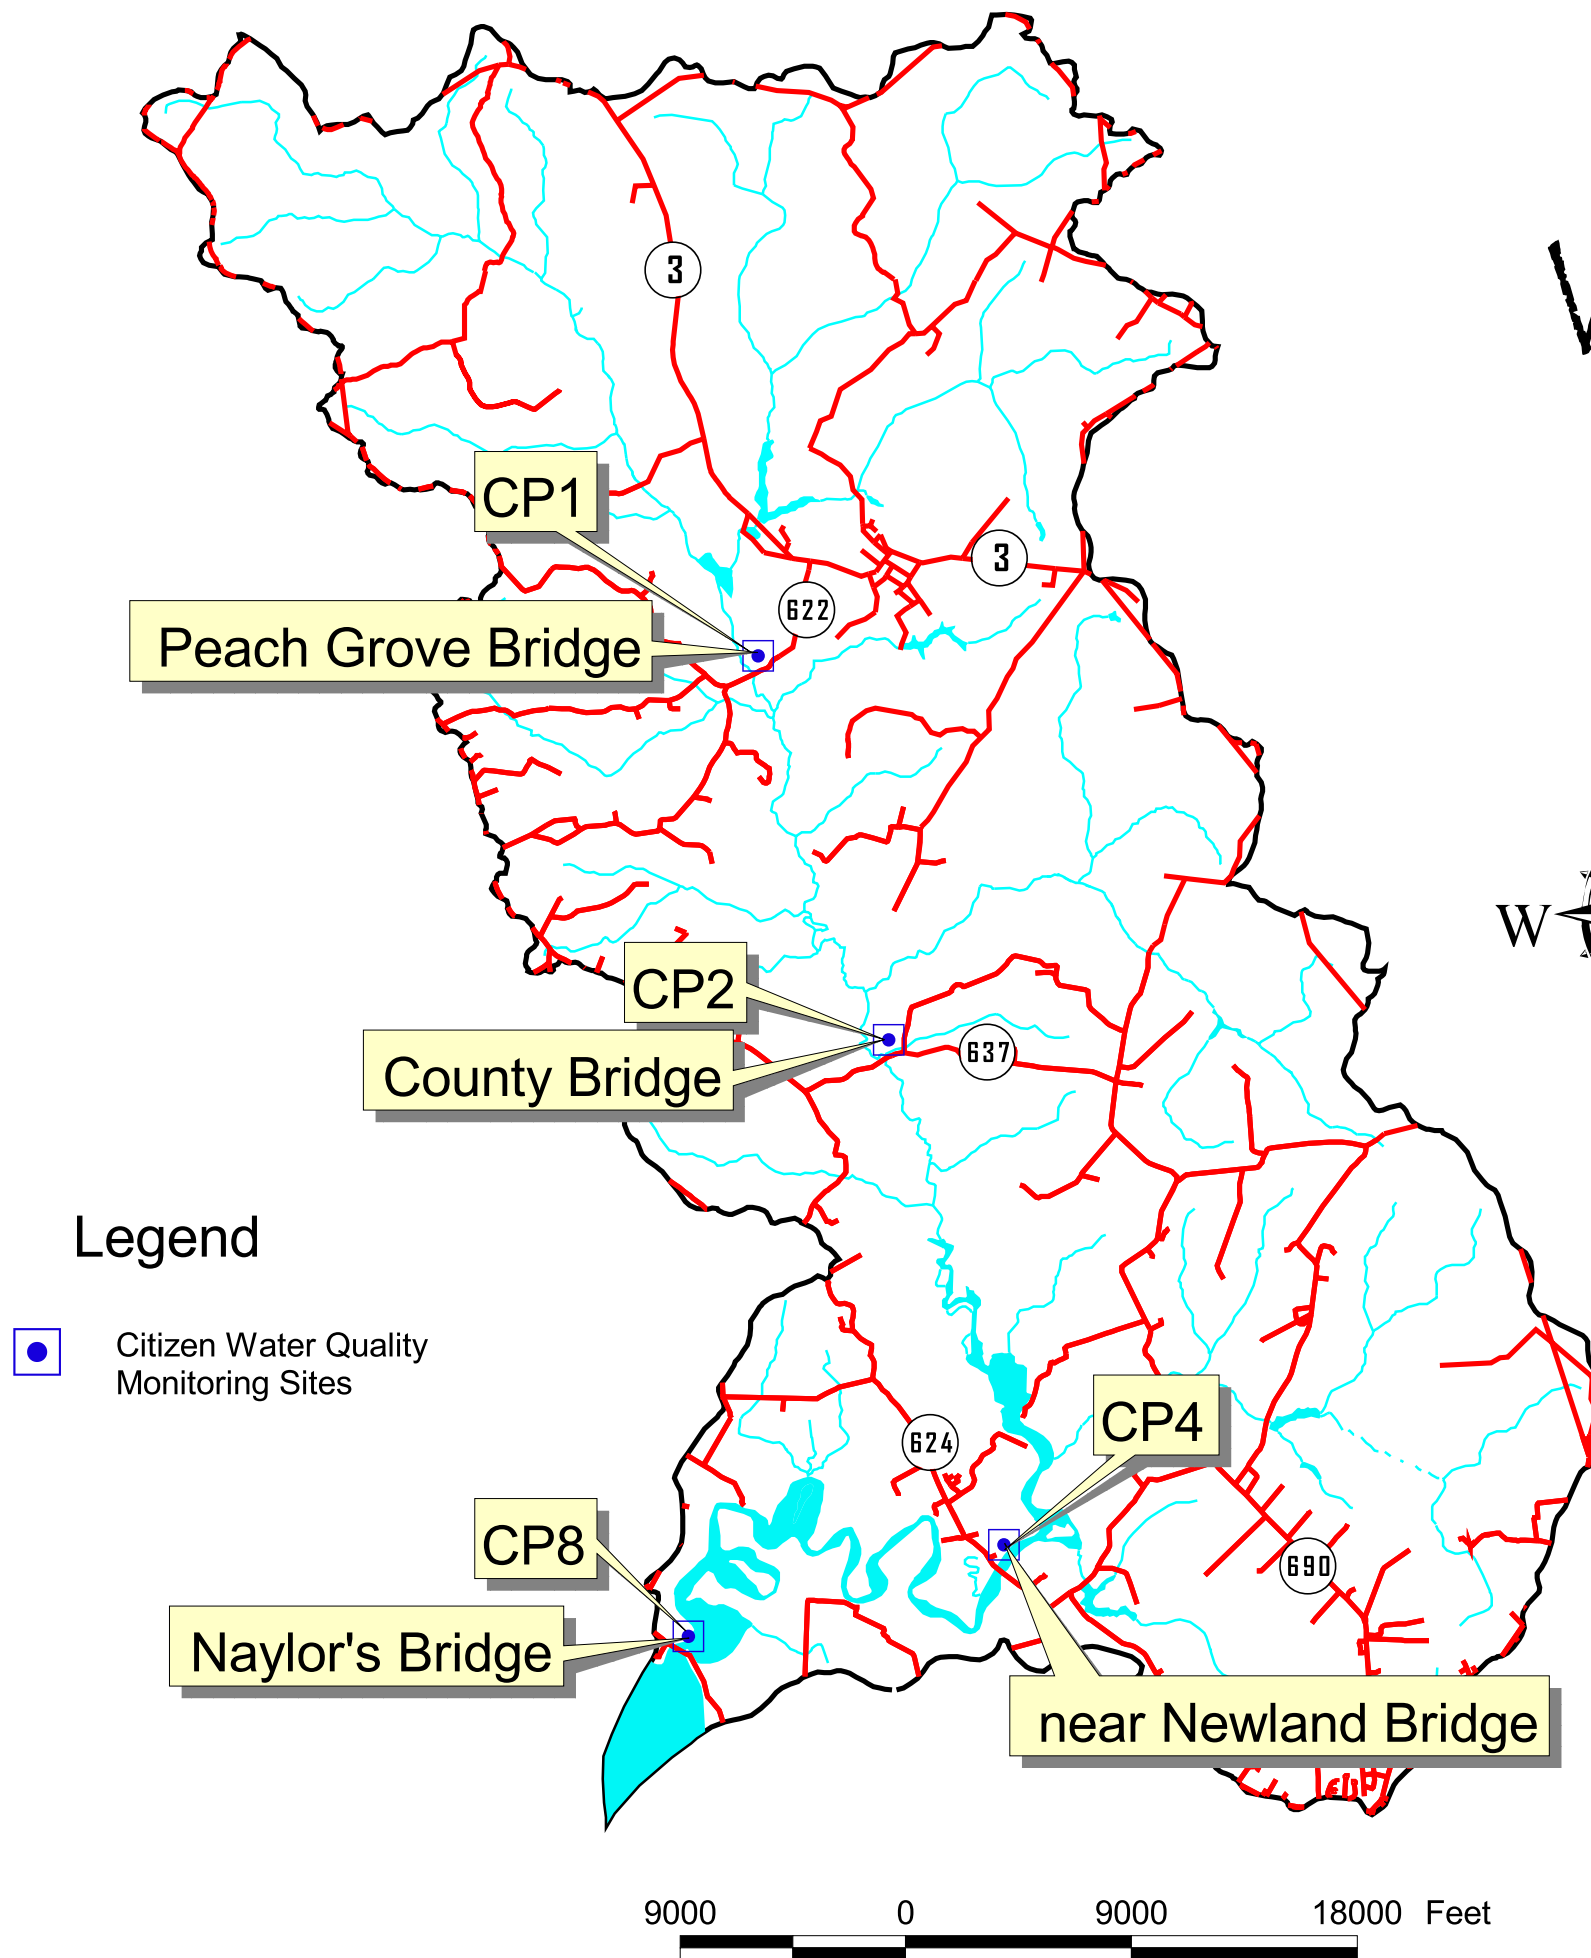 3
CP1
3
622
Peach Grove Bridge
W
CP2
637
County Bridge
Legend
Citizen Water Quality
Monitoring Sites
CP4
624
CP8
690
Naylor's Bridge
near Newland Bridge
9000 0 9000 18000 Feet